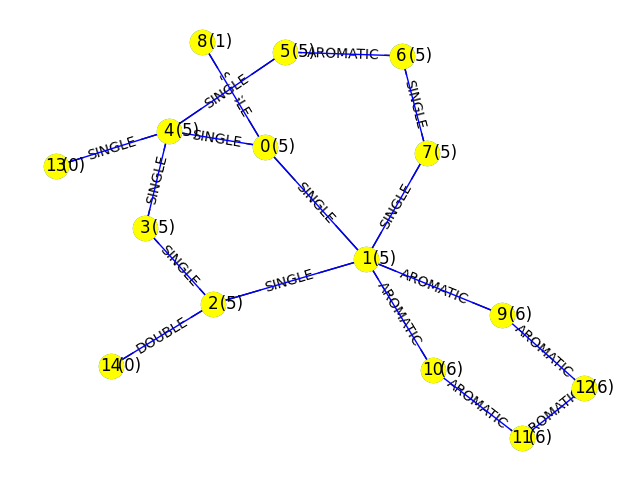 8(1)
5(5)
AROMATIC
6(5)
SINGLE
SINGLE
4(5)
SINGLE
0(5)
7(5)
SINGLE
13(0)
SINGLE
SINGLE
SINGLE
3(5)
SINGLE
1(5)
SINGLE
2(5)
AROMATIC
9(6)
DOUBLE
AROMATIC
AROMATIC
14(0)
10(6)
12(6)
AROMATIC
11(6)